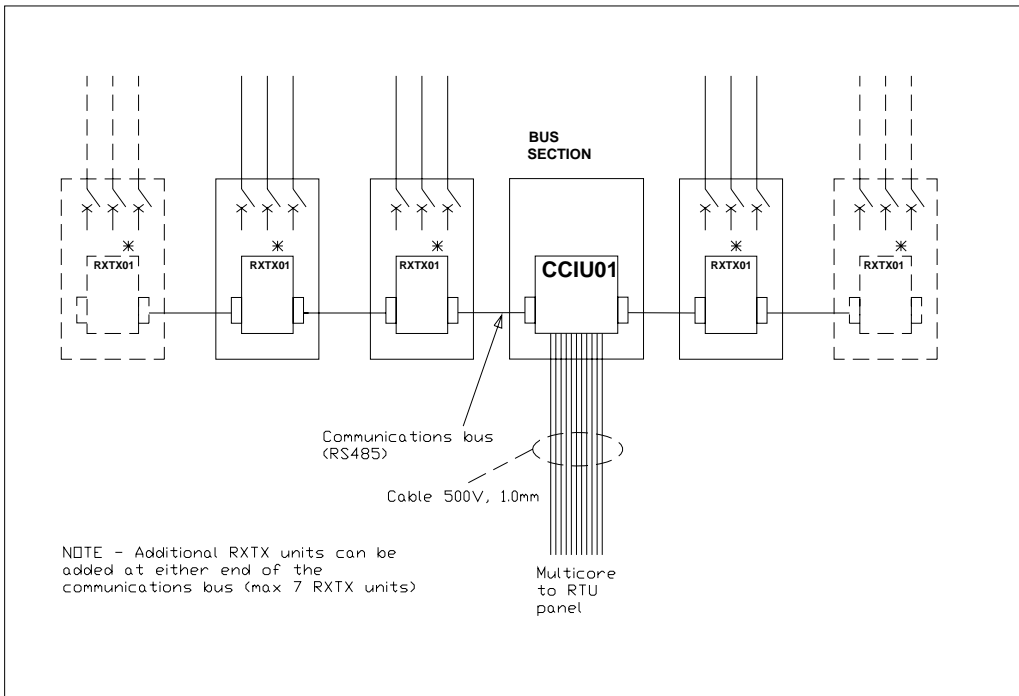 BUS
SECTION
RXTX01
RXTX01
RXTX01
CCIU01
RXTX01
RXTX01
Communications bus
(RS485)
Cable 500V, 1.0mm
NOTE - Additional RXTX units can be
added at either end of the
communications bus (max 7 RXTX units)
Multicore
to RTU
panel